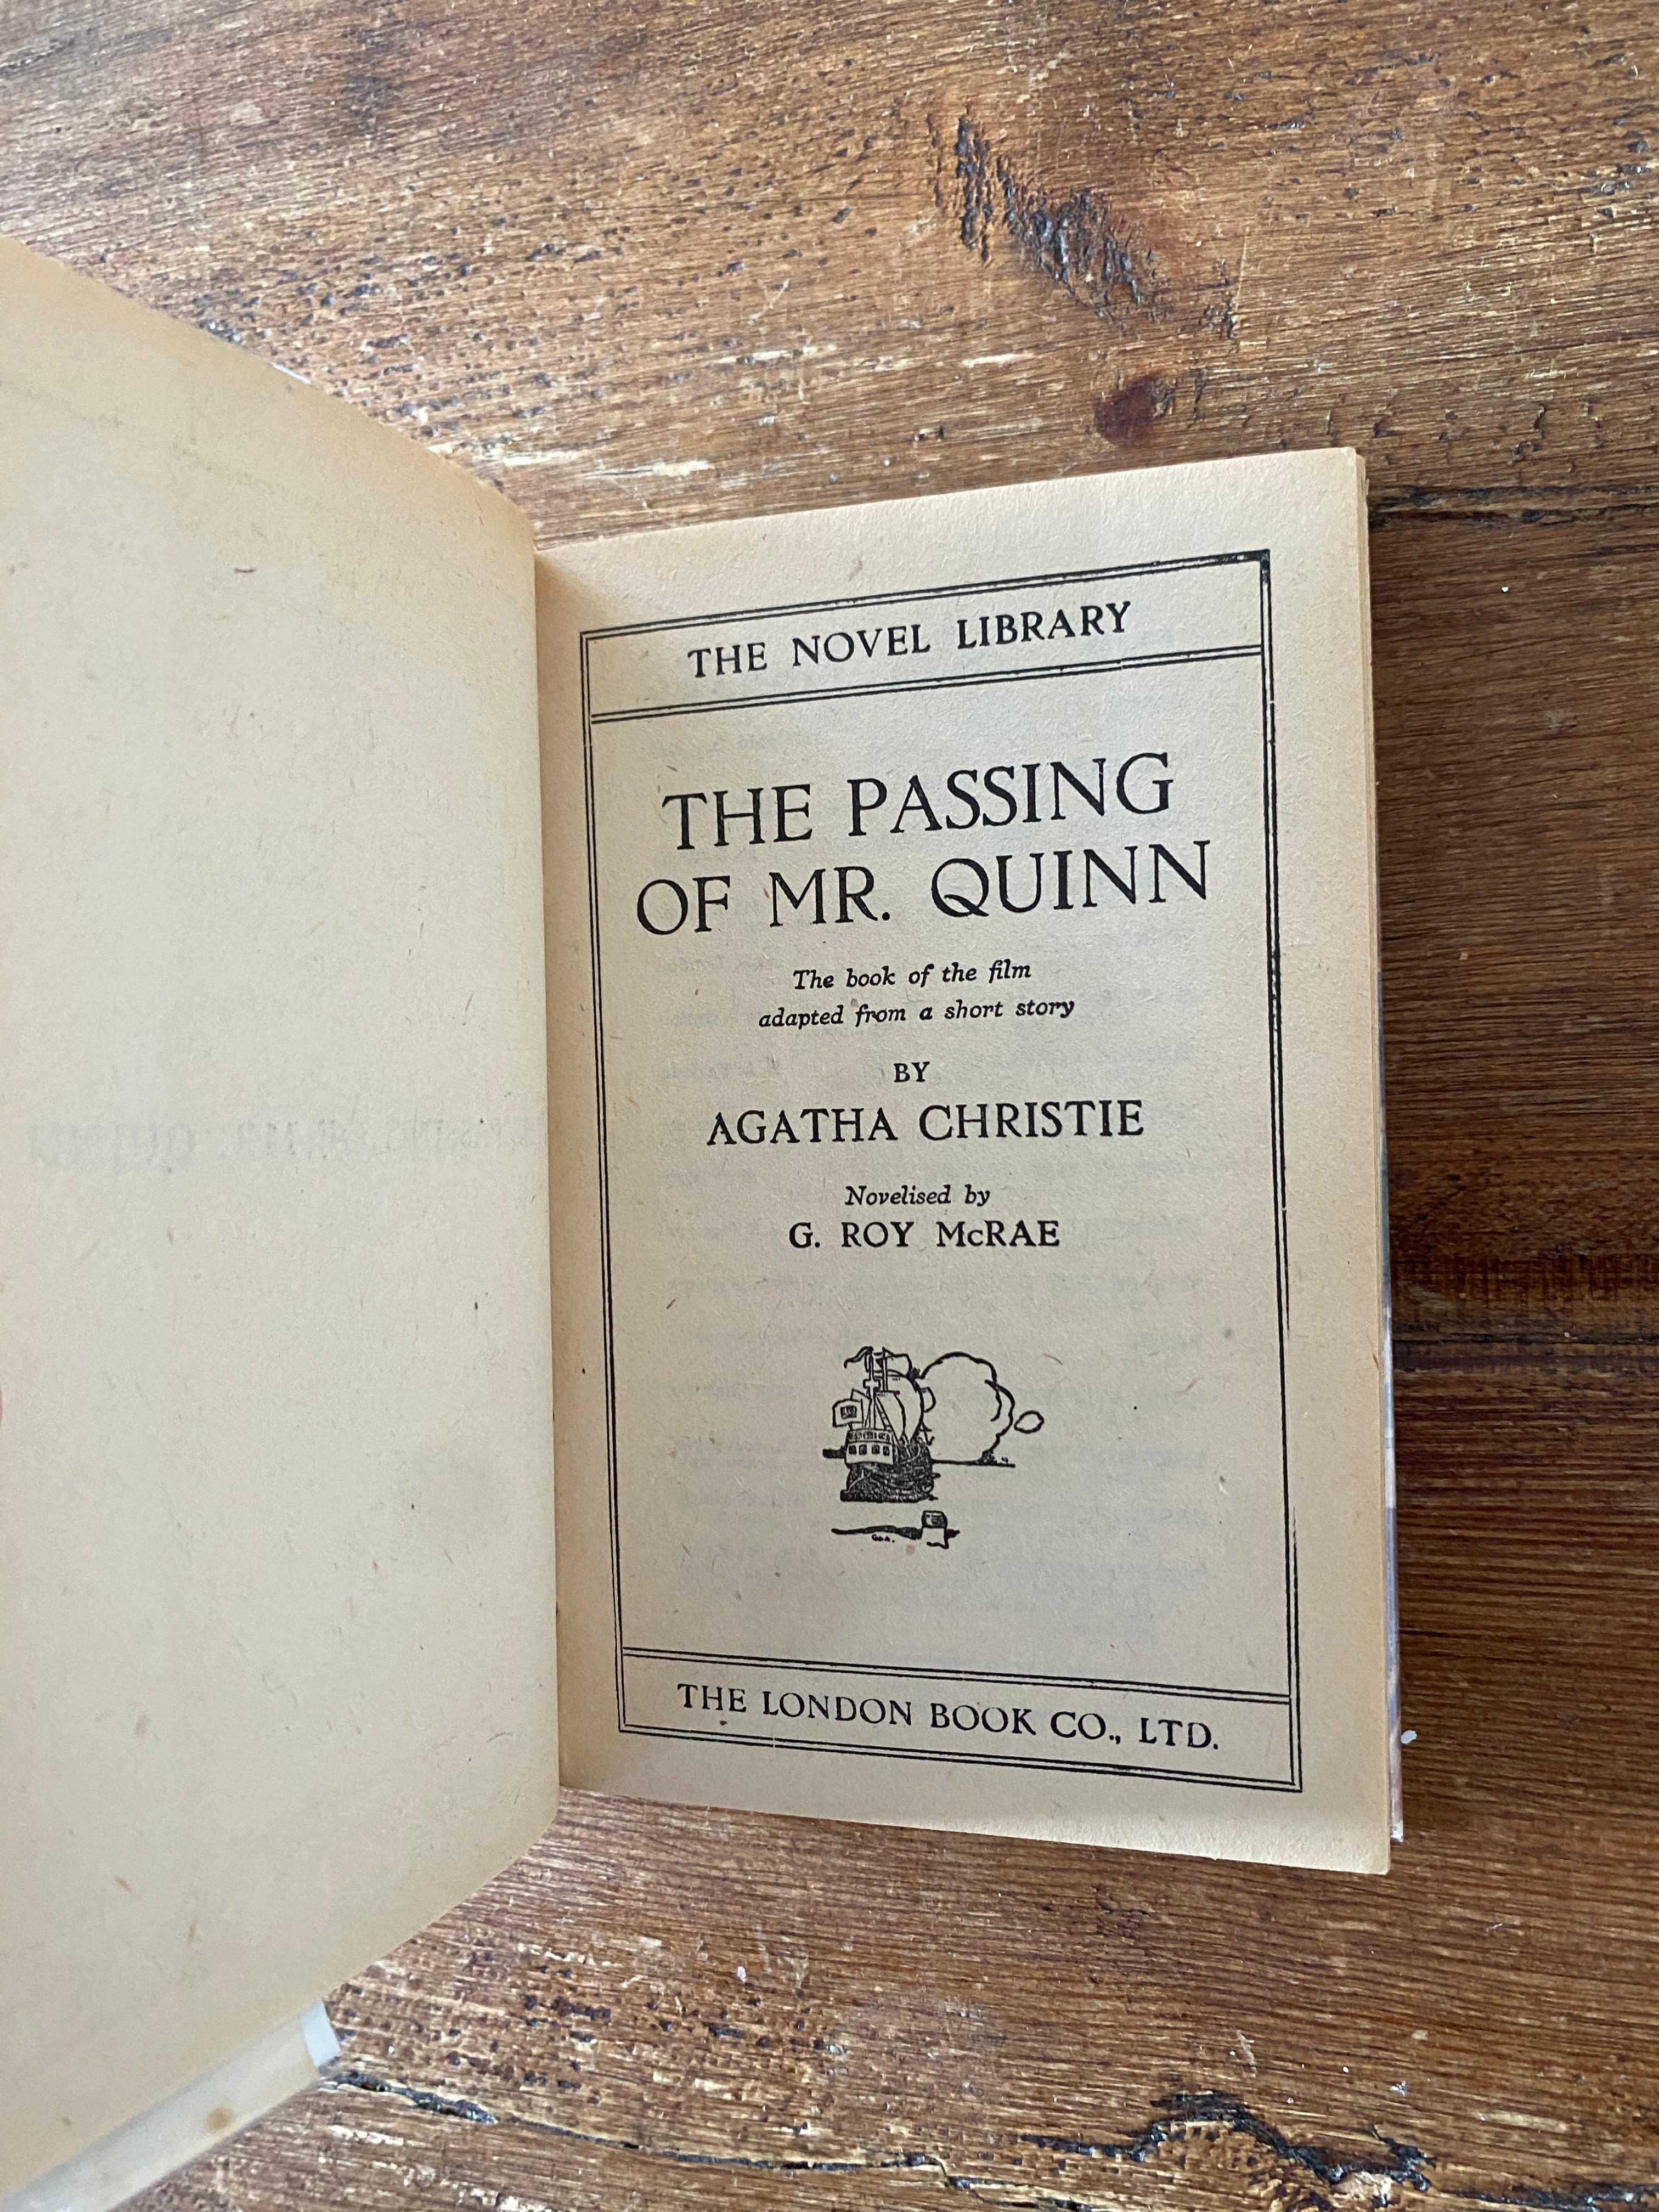 THE NOVEL LIBRARY
THE PASSING
OF MR. QUINN
The book of the film
adapted from a short story
BY
AGATHA CHRISTIE
Novelised by
G. ROY McRAE
THE LONDON BOOK CO., LTD.